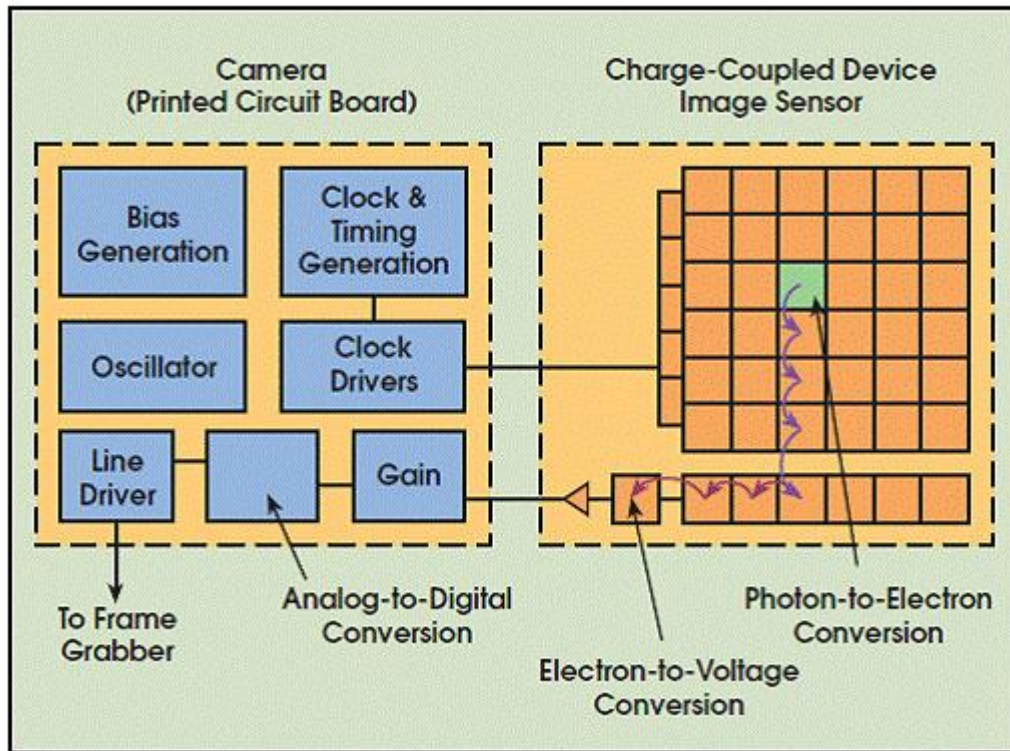 Camera
(Printed Circuit Board)
Charge-Coupled Device
Image Sensor
Bias
Generation
Clock &
Timing
Generation
Oscillator
Clock
Drivers
Line
Driver
Gain
To Frame
Grabber
Analog-to-Digital
Conversion
Electron-to-Voltage
Conversion
Photon-to-Electron
Conversion